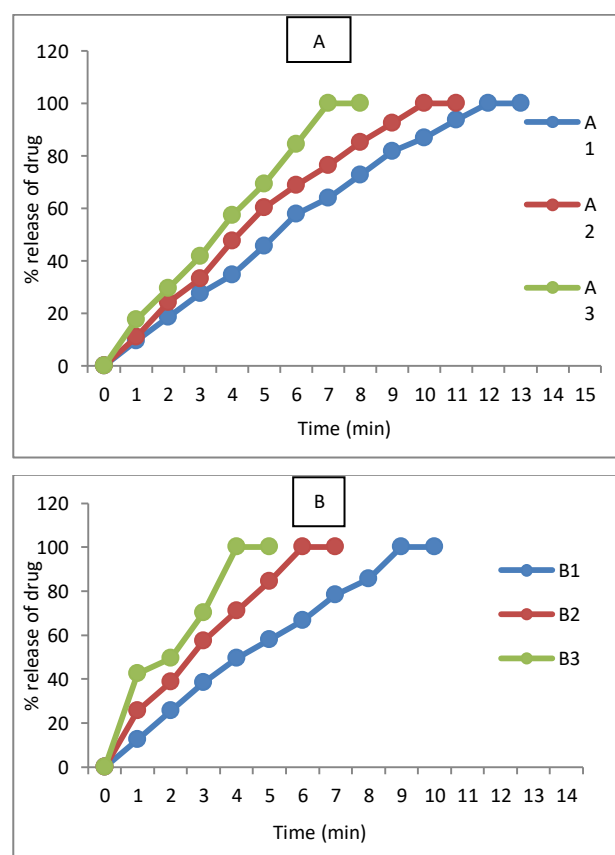 A
120
100
80
60
40
20
0
% release of drug
0 1 2 3 4 5 6 7 8 9 10 11 12 13 14 15
Time (min)
A
1
A
2
A
3
B
120
100
80
60
40
20
0
% release of drug
0 1 2 3 4 5 6 7 8 9 10 11 12 13 14
Time (min)
B1
B2
B3